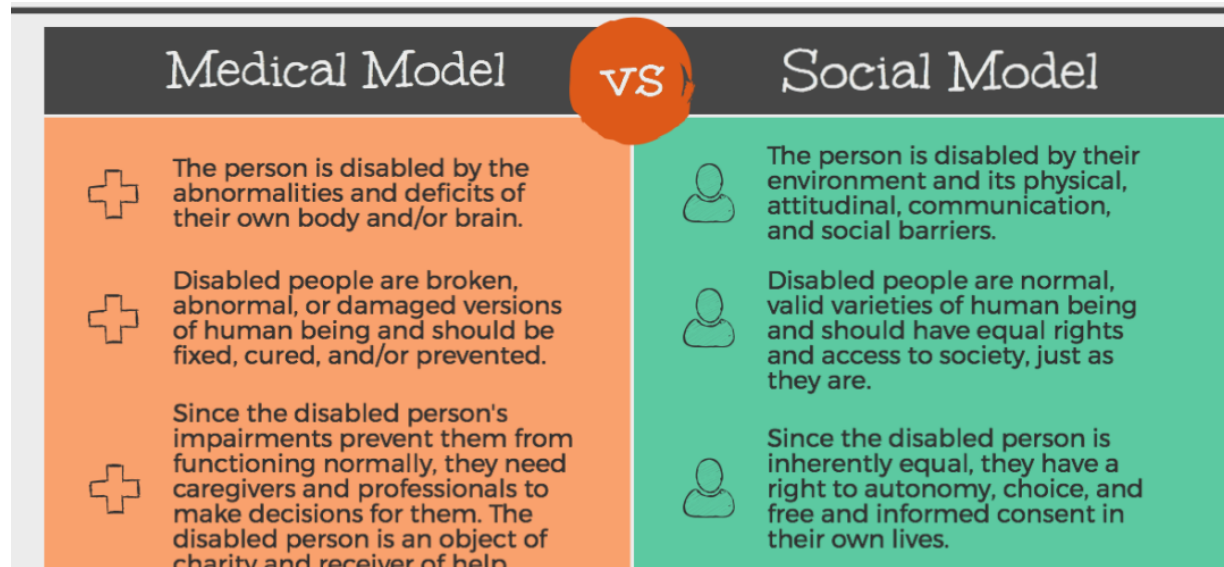 Medical Model
vs
Social Model
The person is disabled by the
abnormalities and deficits of
their own body and/or brain.
Disabled people are broken,
abnormal, or damaged versions
of human being and should be
fixed, cured, and/or prevented.
Since the disabled person's
impairments prevent them from
functioning normally, they need
caregivers and professionals to
make decisions for them. The
disabled person is an object of
charity and receiver of help
The person is disabled by their
environment and its physical,
attitudinal, communication,
and social barriers.
Disabled people are normal,
valid varieties of human being
and should have equal rights
and access to society, just as
they are.
Since the disabled person is
inherently equal, they have a
right to autonomy, choice, and
free and informed consent in
their own lives.